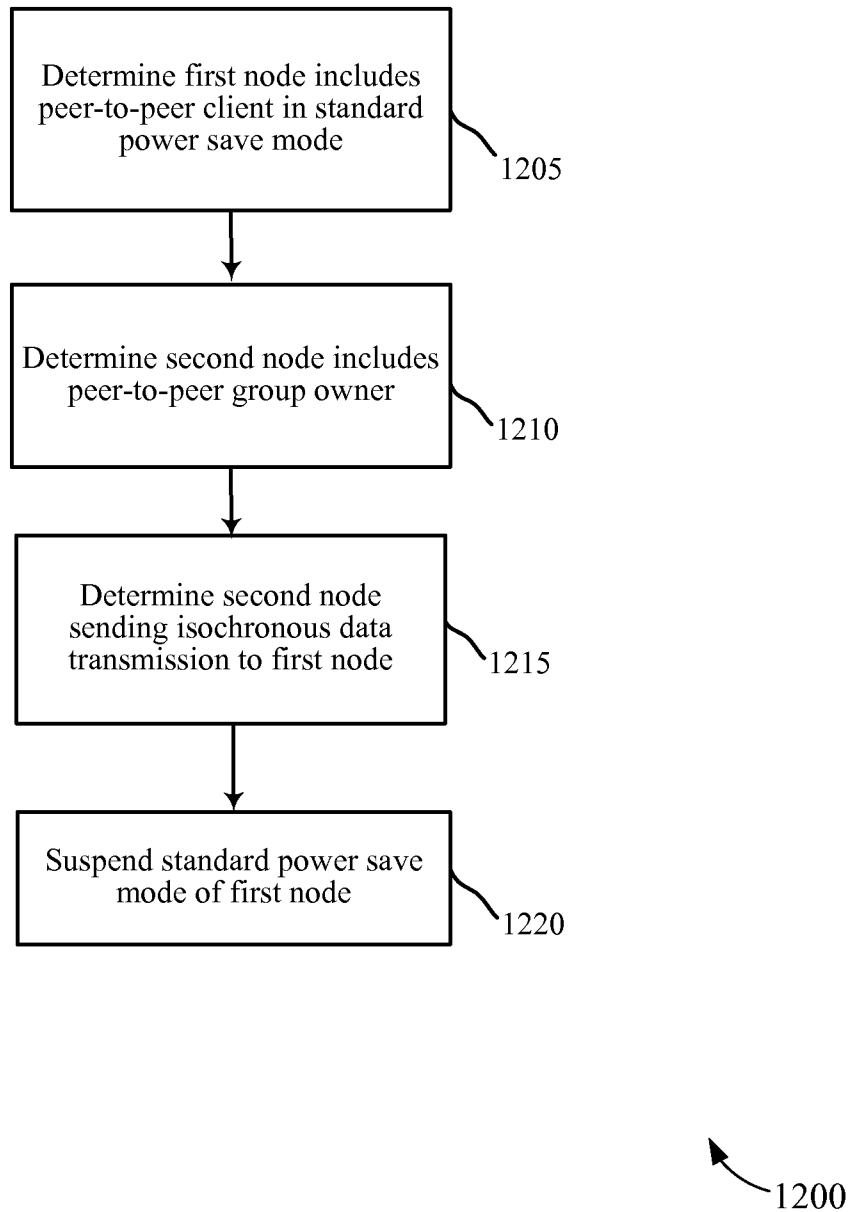 Determine first node includes
peer-to-peer client in standard
power save mode
1205
Determine second node includes
peer-to-peer group owner
1210
Determine second node
sending isochronous data
transmission to first node
1215
Suspend standard power save
mode of first node
1220
1200